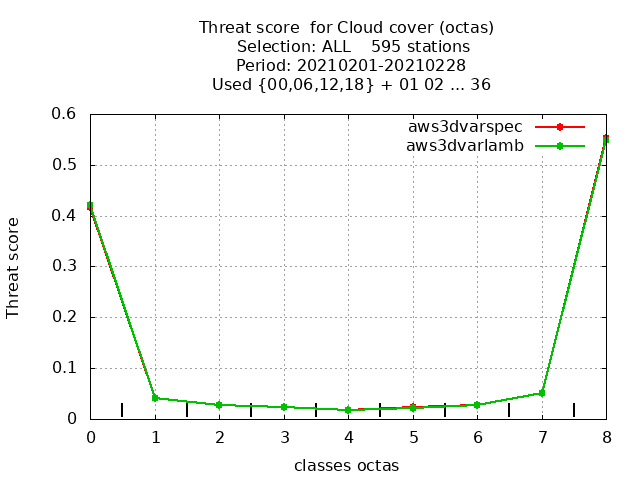 Threat score  for Cloud cover (octas)
Selection: ALL    595 stations
Period: 20210201-20210228
Used {00,06,12,18} + 01 02 ... 36
aws3dvarspec
aws3dvarlamb
Threat score
0.6
0.5
0.4
0.3
0.2
0.1
0
0 1 2 3 4 5 6 7 8
classes octas